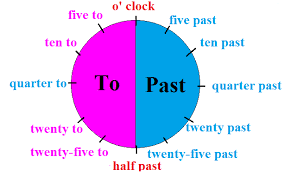 o' clock
five to
five past
ten to
ten past
quarter to
To
Past
quarter past
twenty to
twenty past
twenty-five to
twenty-five past
half past